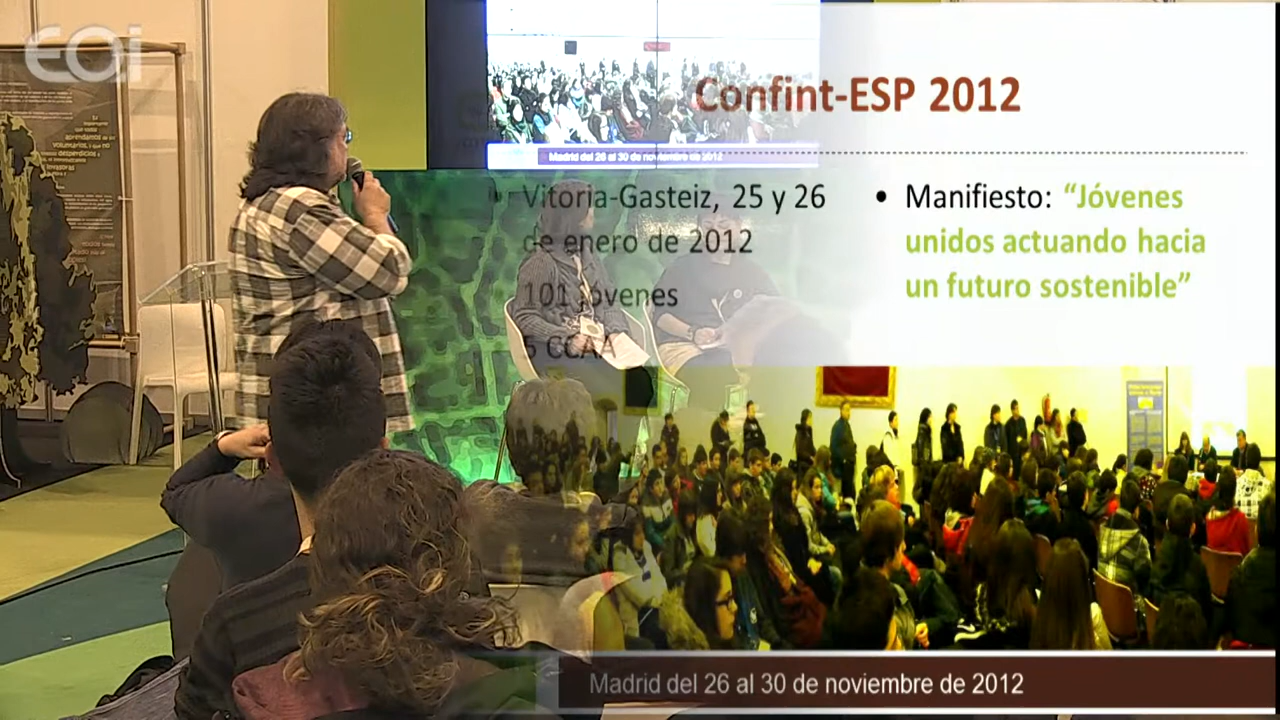 eoi
Confint-ESP 2012
Madrid del 26 al 30 de noviembre de 2012
• Vitoria-Gasteiz, 25 y 26
de enero de 2012
101 jóvenes
5 CCAA
• Manifiesto: “Jóvenes
unidos actuando hacia
un futuro sostenible”
Madrid del 26 al 30 de noviembre de 2012